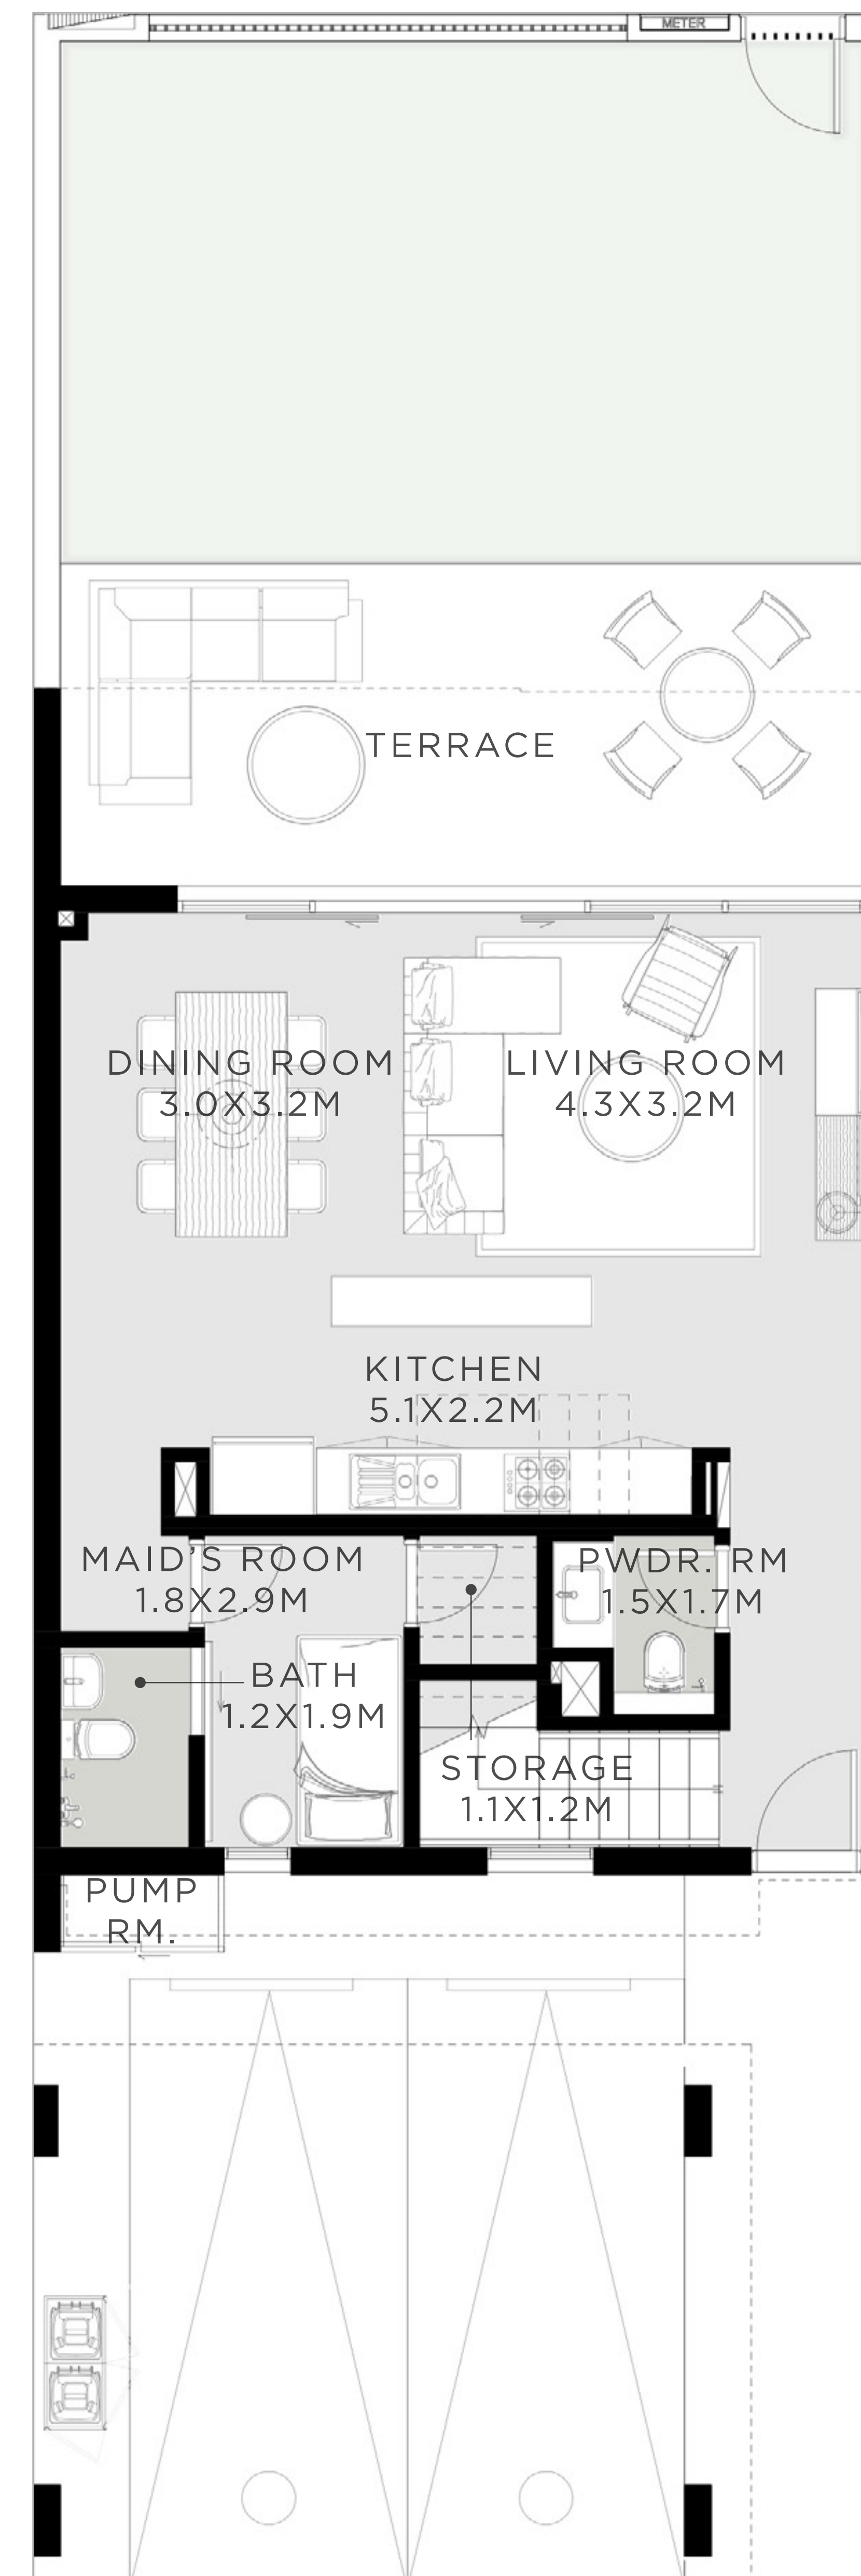 METER
TERRACE
DINING ROOM
3.0X3.2M
LIVING ROOM
4.3X3.2M
KITCHEN
5.1X2.2M
MAID'S ROOM
1.8X2.9M
PWDR. RM
1.5X1.7M
BATH
1.2X1.9M
STORAGE
1.1X1.2M
PUMP
RM.